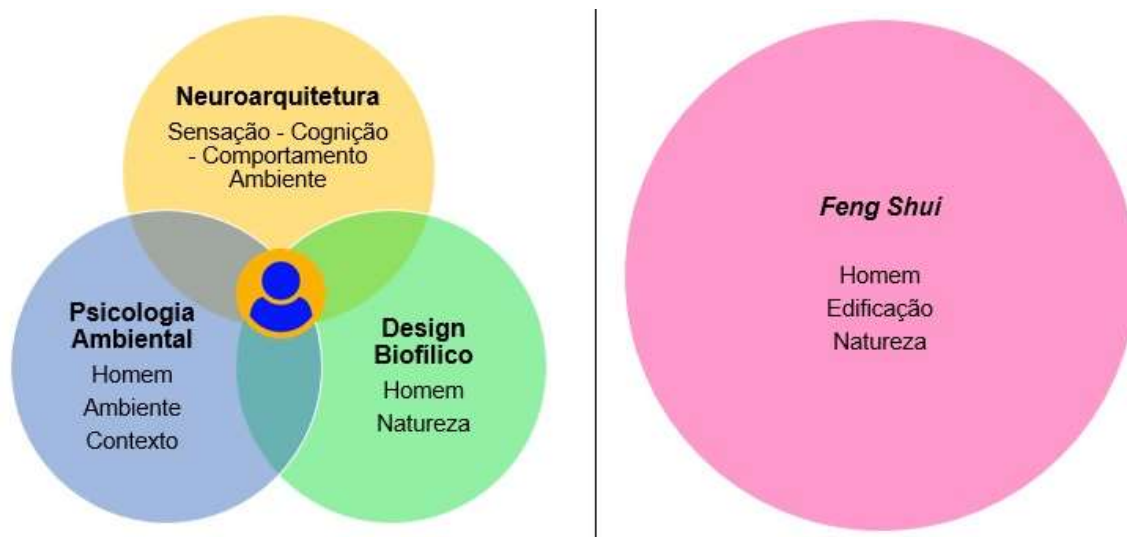 Neuroarquitetura
Sensação - Cognição
- Comportamento
Ambiente
Psicologia
Ambiental
Homem
Ambiente
Contexto
Design
Biofílico
Homem
Natureza
Feng Shui
Homem
Edificação
Natureza